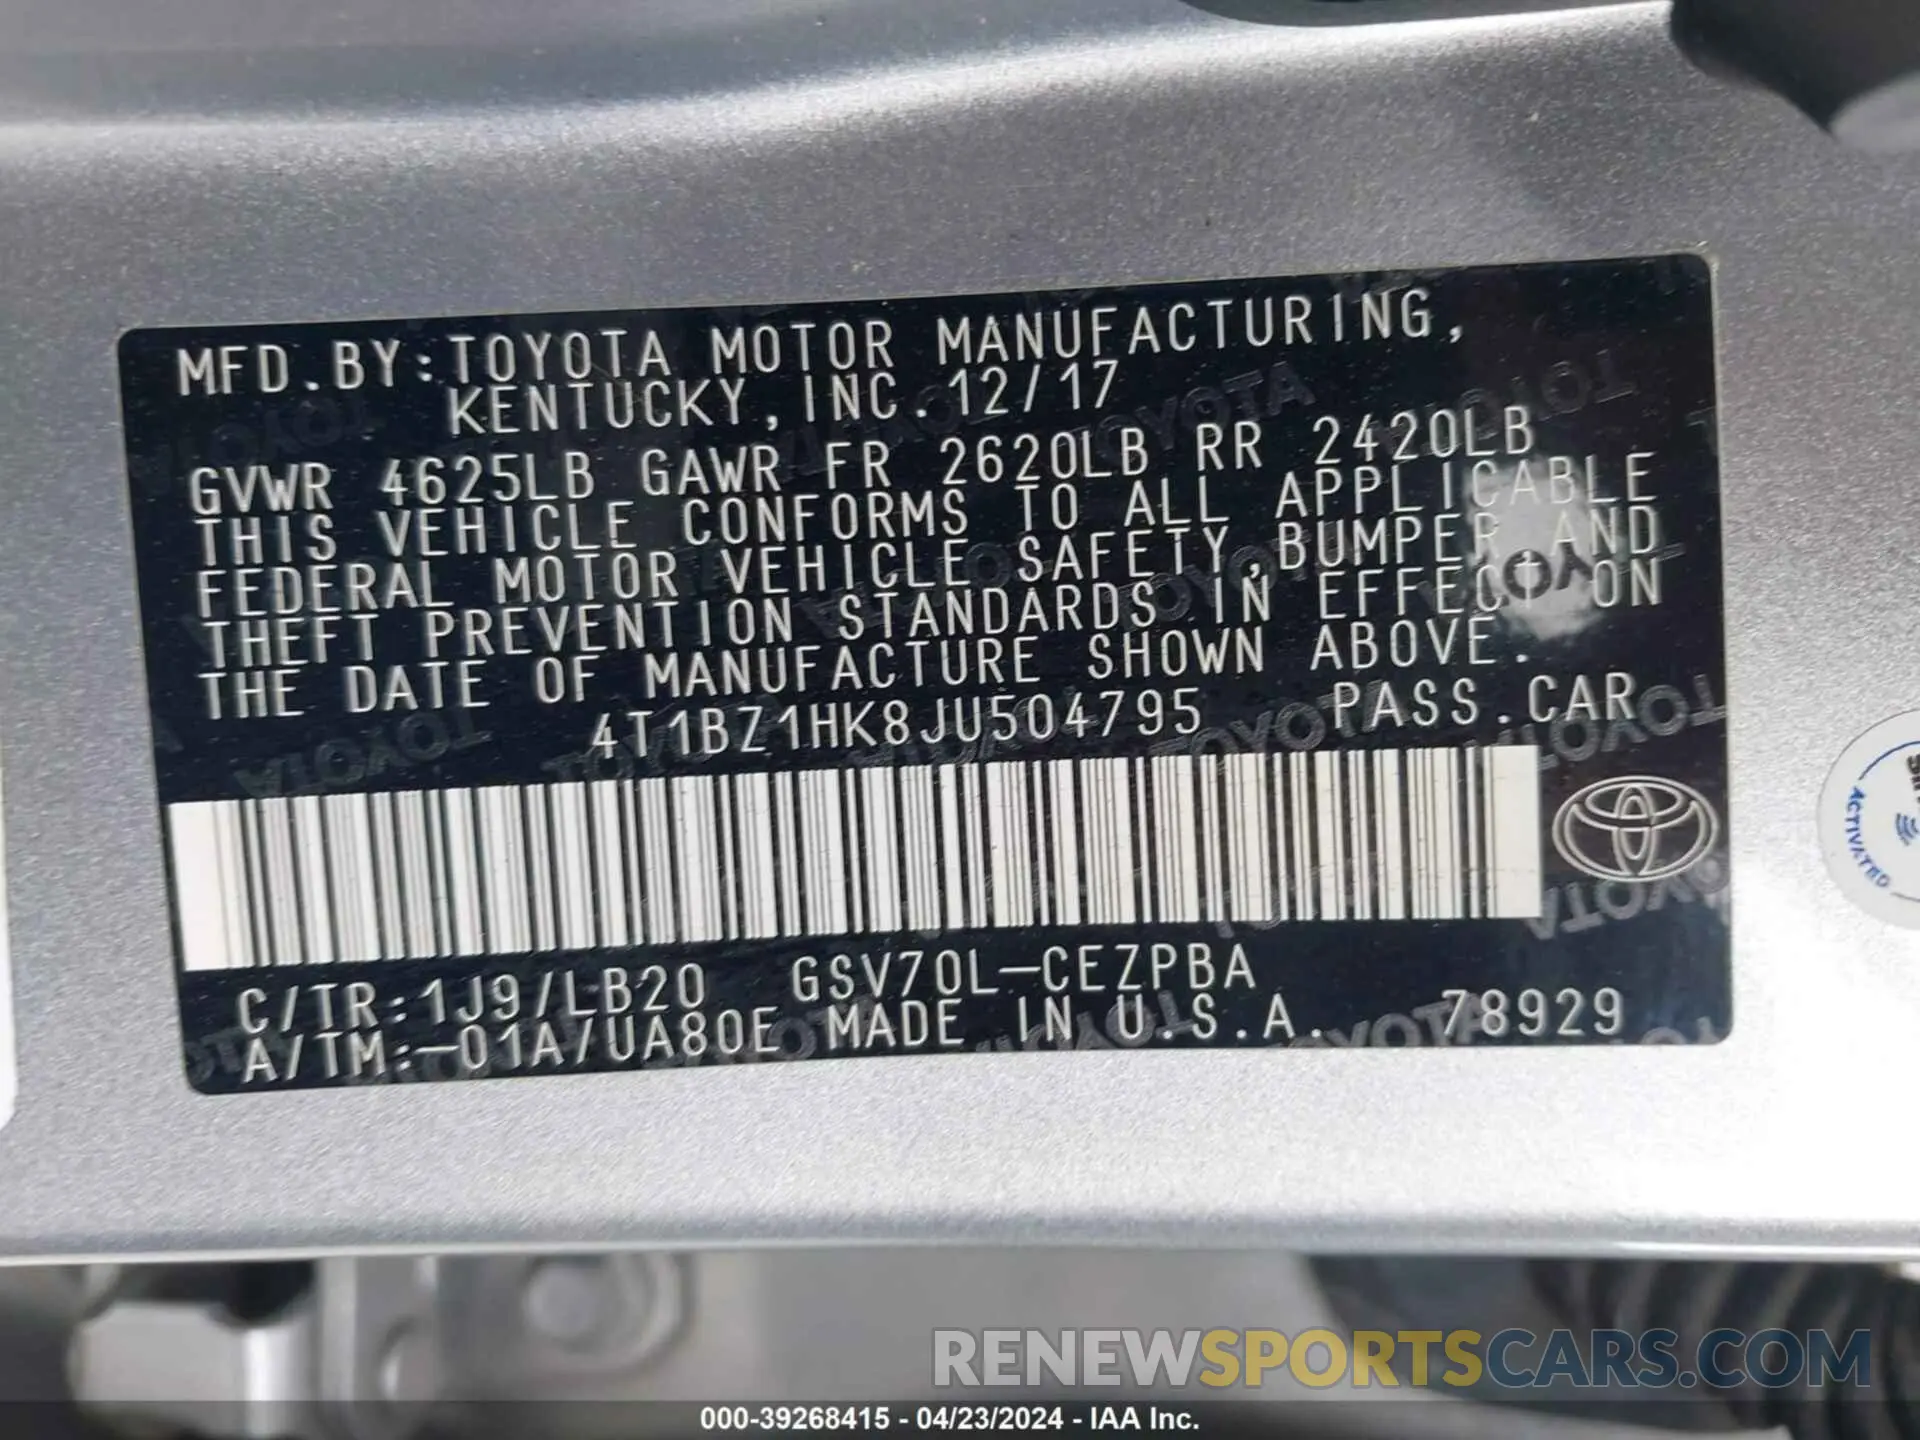 MFD.BY:TOYOTA MOTOR MANUFACTURING,
KENTUCKY,INC.12/17
GVWR 4625LB GAWR FR 2620LB RR 2420LB
THIS VEHICLE CONFORMS TO ALL APPLICABLE
FEDERAL MOTOR VEHICLE SAFETY,BUMPER,AND
THEFT PREVENTION STANDARDS IN EFFECT ON
THE DATE OF MANUFACTURE SHOWN ABOVE.
4T1BZ1HK8JU504795 PASS.CAR
C/TR:1J9/LB20 GSV70L-CEZPBA
A/TM:-01A/UA80E MADE IN U.S.A. 78929
TOYOTA
ACTIVATED
RENEWSPORTSCARS.COM
000-39268415 - 04/23/2024 - IAA Inc.